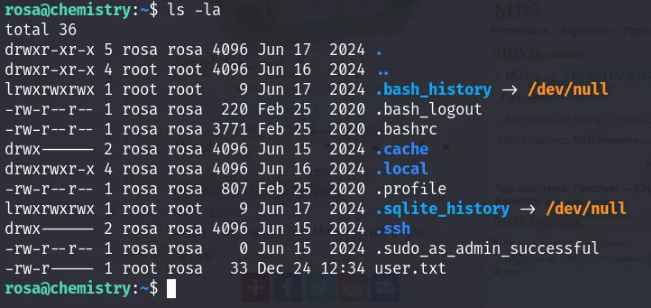 rosa@chemistry:~$ ls -la
total 36
drwxr-xr-x 5 rosa rosa 4096 Jun 17  2024 .
drwxr-xr-x 4 root root 4096 Jun 16  2024 ..
lrwxrwxrwx 1 root root    9 Jun 17  2024 .bash_history → /dev/null
-rw-r--r-- 1 rosa rosa  220 Feb 25  2020 .bash_logout
-rw-r--r-- 1 rosa rosa 3771 Feb 25  2020 .bashrc
drwx------ 2 rosa rosa 4096 Jun 15  2024 .cache
drwxrwxr-x 4 rosa rosa 4096 Jun 16  2024 .local
-rw-r--r-- 1 rosa rosa  807 Feb 25  2020 .profile
lrwxrwxrwx 1 root root    9 Jun 17  2024 .sqlite_history → /dev/null
drwx------ 2 rosa rosa 4096 Jun 15  2024 .ssh
-rw-r--r-- 1 rosa rosa    0 Jun 15  2024 .sudo_as_admin_successful
-rw-r----- 1 root rosa   33 Dec 24 12:34 user.txt
rosa@chemistry:~$
MD5